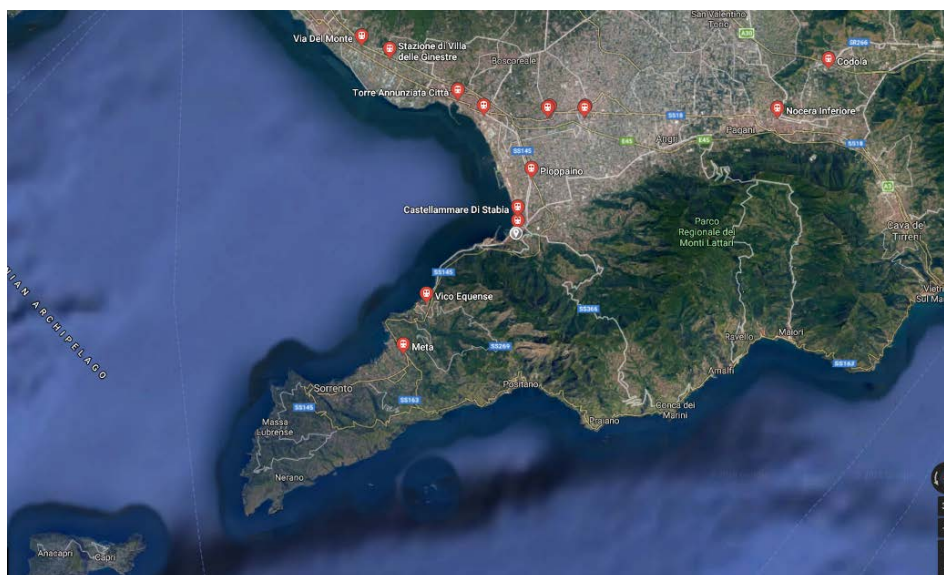 San Valentino
Torio
A30
Via Del Monte
Stazione di Villa
delle Ginestre
SR266
Boscoreale
Codola
Torre Annunziata Città
Nocera Inferiore
SS18
Pagani
Angri
E45
E45
SS18
SS145
Pioppaino
A3
Castellammare Di Stabia
Parco
Regionale dei
Monti Lattari
Cava de'
Tirreni
SS145
Vietri
Sul Ma
NIAN ARCHIPELAGO
Vico Equense
SS366
Meta
SS269
Ravello
Maiori
SS163
Amalfi
Sorrento
Positano
SS145
SS163
Massa
Lubrense
Praiano
Conca dei
Marini
Nerano
Anacapri
Capri